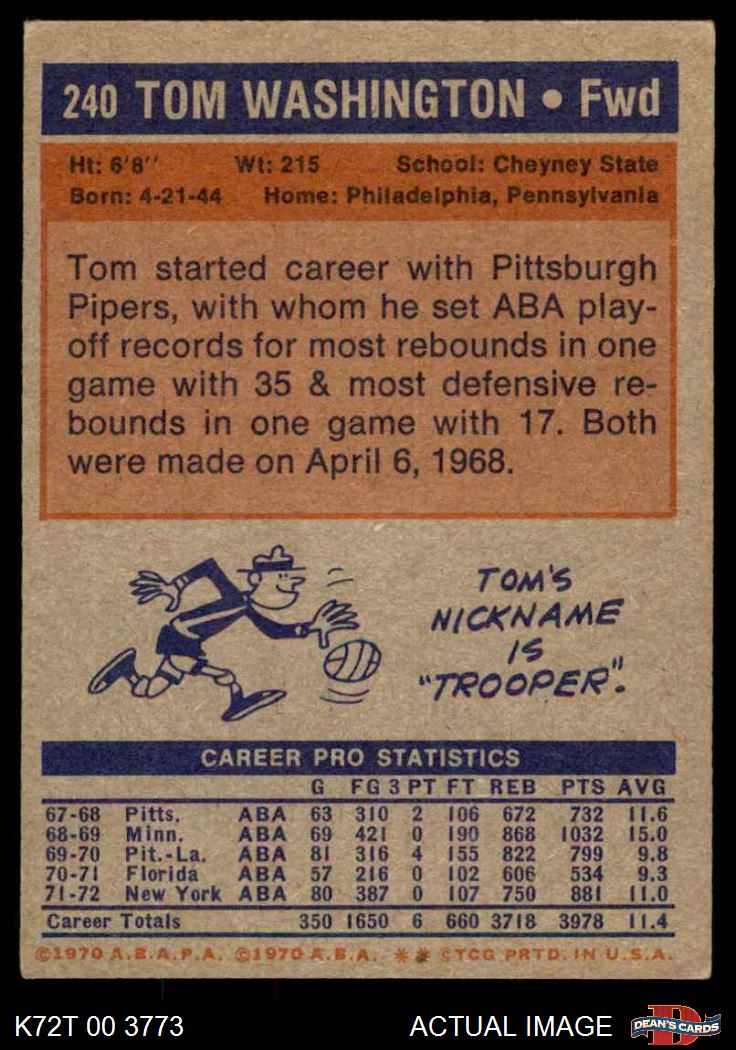 240 TOM WASHINGTON • Fwd
Ht: 6'8'' Wt: 215 School: Cheyney State
Born: 4-21-44 Home: Philadelphia, Pennsylvania
Tom started career with Pittsburgh
Pipers, with whom he set ABA play-
off records for most rebounds in one
game with 35 & most defensive re-
bounds in one game with 17. Both
were made on April 6, 1968.
TOM'S
NICKNAME
IS
"TROOPER".
CAREER PRO STATISTICS
G FG 3 PT FT REB PTS AVG
67-68 Pitts. ABA 63 310 2 106 672 732 11.6
68-69 Minn. ABA 69 421 0 190 868 1032 15.0
69-70 Pit.-La. ABA 81 316 4 155 822 799 9.8
70-71 Florida ABA 57 216 0 102 606 534 9.3
71-72 New York ABA 80 387 0 107 750 881 11.0
Career Totals 350 1650 6 660 3718 3978 11.4
©1970 A.B.A.P.A. ©1970 A.B.A. ** ©TCG PRTD. IN U.S.A.
K72T 00 3773 ACTUAL IMAGE DEAN'S CARDS